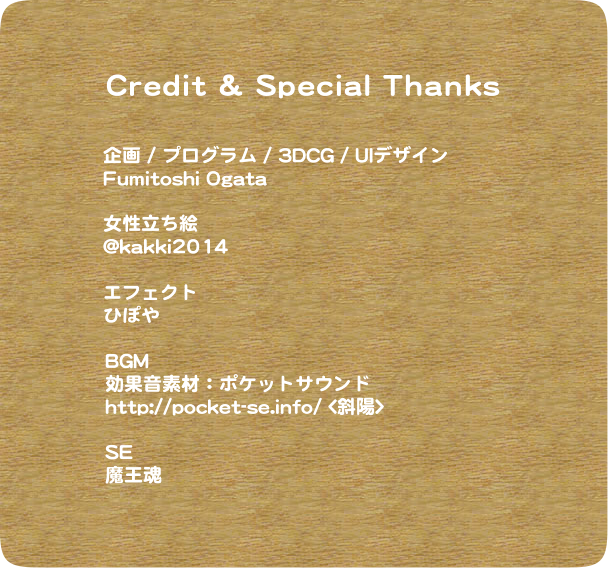 Credit & Special Thanks
企画 / プログラム / 3DCG / UIデザイン
Fumitoshi Ogata
女性立ち絵
@kakki2014
エフェクト
ひぽや
BGM
効果音素材：ポケットサウンド
http://pocket-se.info/ <斜陽>
SE
魔王魂